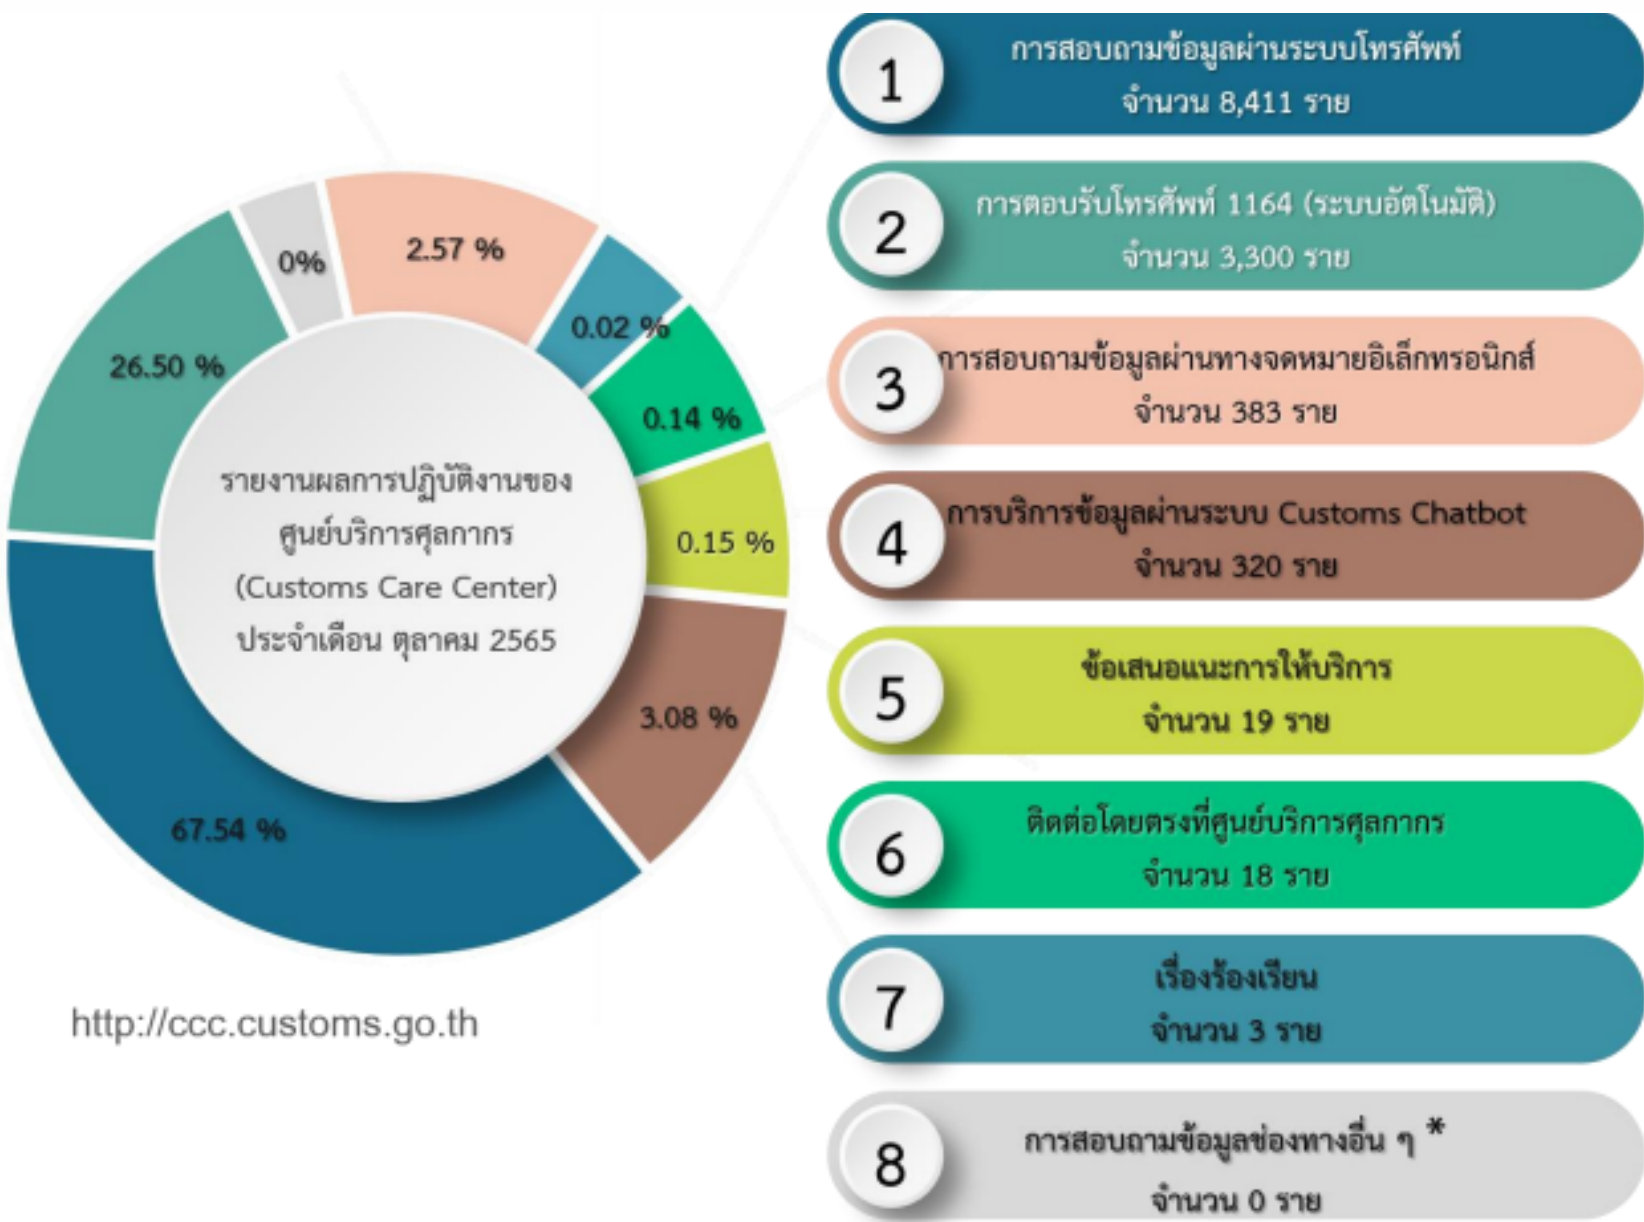 0%
2.57 %
0.02 %
26.50 %
0.14 %
0.15 %
3.08 %
67.54 %
รายงานผลการปฏิบัติงานของ
ศูนย์บริการศุลกากร
(Customs Care Center)
ประจำเดือน ตุลาคม 2565
http://ccc.customs.go.th
1
การสอบถามข้อมูลผ่านระบบโทรศัพท์
จำนวน 8,411 ราย
2
การตอบรับโทรศัพท์ 1164 (ระบบอัตโนมัติ)
จำนวน 3,300 ราย
3
การสอบถามข้อมูลผ่านทางจดหมายอิเล็กทรอนิกส์
จำนวน 383 ราย
4
การบริการข้อมูลผ่านระบบ Customs Chatbot
จำนวน 320 ราย
5
ข้อเสนอแนะการให้บริการ
จำนวน 19 ราย
6
ติดต่อโดยตรงที่ศูนย์บริการศุลกากร
จำนวน 18 ราย
7
เรื่องร้องเรียน
จำนวน 3 ราย
8
การสอบถามข้อมูลช่องทางอื่น ๆ *
จำนวน 0 ราย